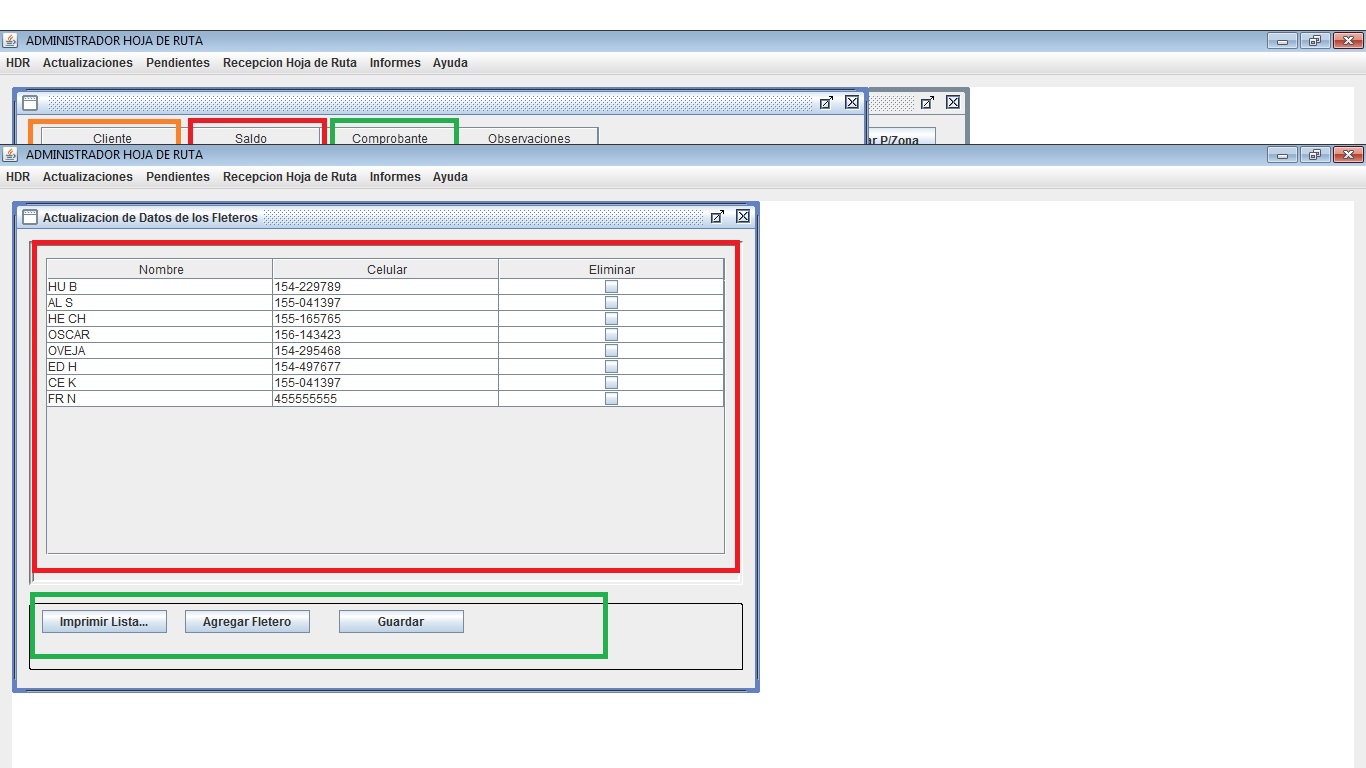 ADMINISTRADOR HOJA DE RUTA
HDR Actualizaciones Pendientes Recepcion Hoja de Ruta Informes Ayuda
Cliente Saldo Comprobante Observaciones
P/Zona
ADMINISTRADOR HOJA DE RUTA
HDR Actualizaciones Pendientes Recepcion Hoja de Ruta Informes Ayuda
Actualizacion de Datos de los Fleteros
Nombre Celular Eliminar
HU B 154-229789
AL S 155-041397
HE CH 155-165765
OSCAR 156-143423
OVEJA 154-295468
ED H 154-497677
CE K 155-041397
FR N 455555555
Imprimir Lista... Agregar Fletero Guardar